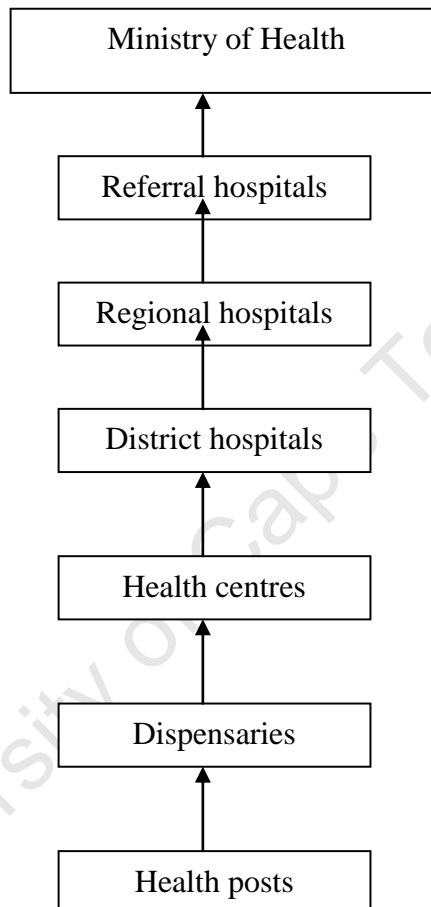 Ministry of Health
Referral hospitals
Regional hospitals
District hospitals
Health centres
Dispensaries
Health posts